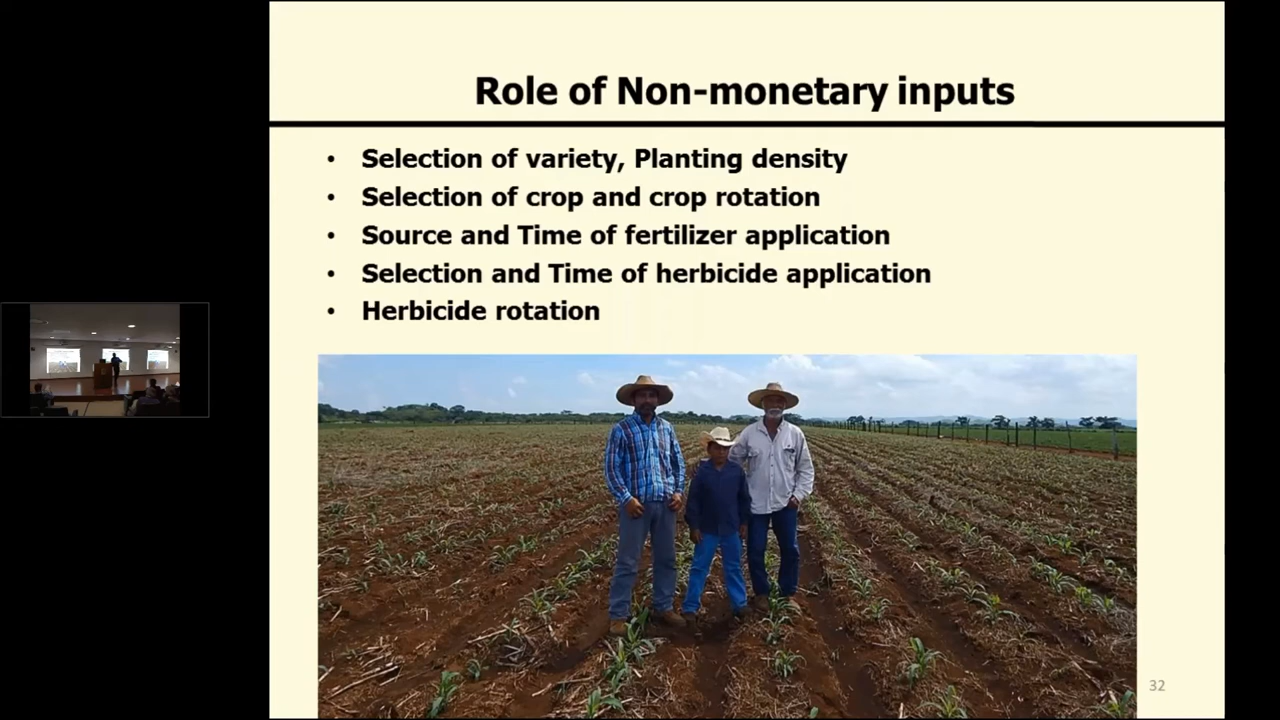 Role of Non-monetary inputs
• Selection of variety, Planting density
• Selection of crop and crop rotation
• Source and Time of fertilizer application
• Selection and Time of herbicide application
• Herbicide rotation
32